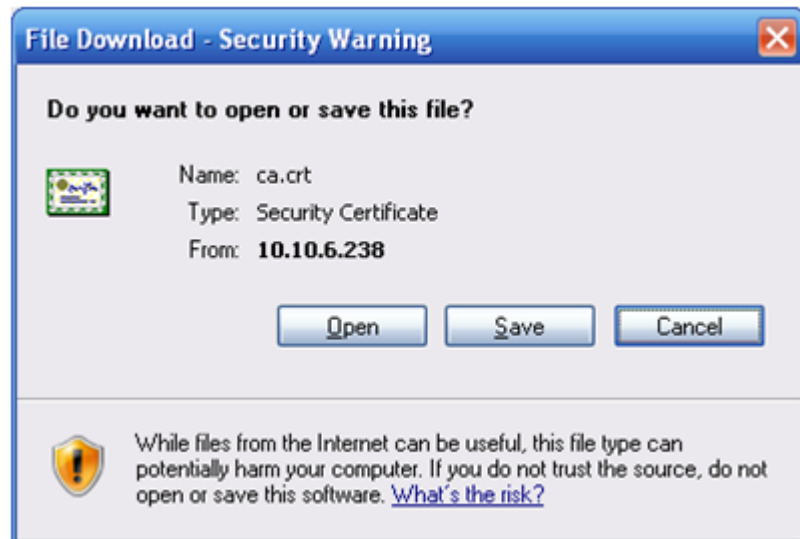 File Download - Security Warning
Do you want to open or save this file?
Name: ca.crt
Type: Security Certificate
From: 10.10.6.238
Open Save Cancel
While files from the Internet can be useful, this file type can
potentially harm your computer. If you do not trust the source, do not
open or save this software. What's the risk?